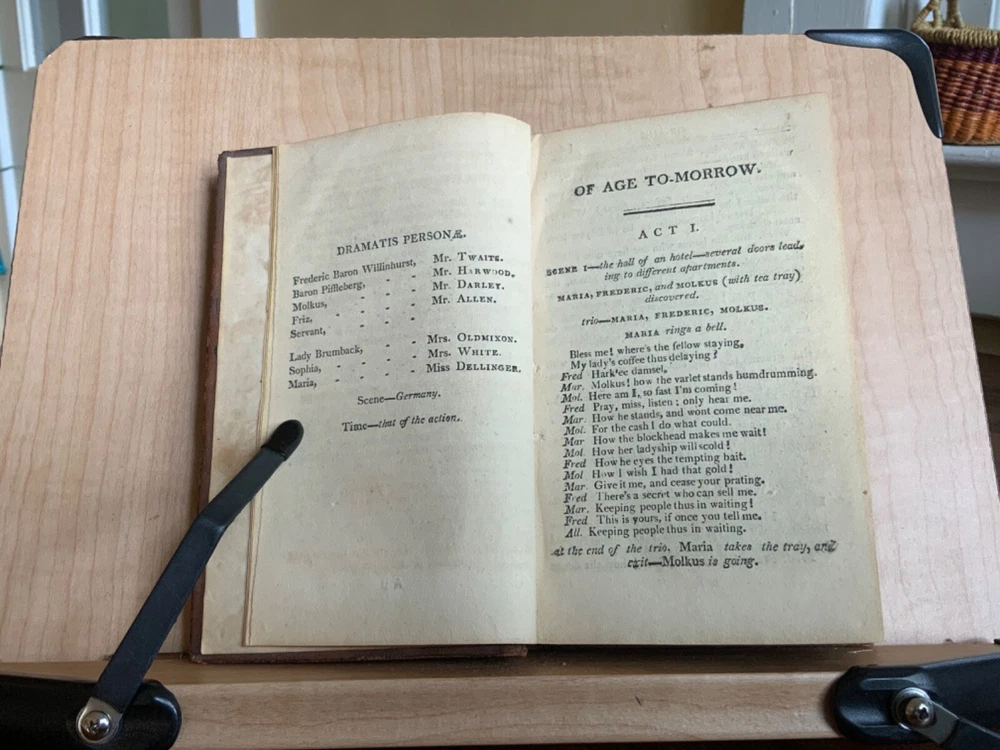 DRAMATIS PERSONÆ.
Frederic Baron Willinhurst, Mr. TWAITS.
Baron Piffleberg, - - Mr. HARWOOD.
Molkus, - - - Mr. DARLEY.
Friz, - - - - Mr. ALLEN.
Servant, - - -
Lady Brumback, - - Mrs. OLDMIXON.
Sophia, - - - Mrs. WHITE.
Maria, - - - - Miss DELLINGER.
Scene—Germany.
Time—that of the action.
OF AGE TO-MORROW.
ACT I.
SCENE I—the hall of an hotel—several doors lead-
ing to different apartments.
MARIA, FREDERIC, and MOLKUS (with tea tray)
discovered.
trio—MARIA, FREDERIC, MOLKUS.
MARIA rings a bell.
Bless me! where's the fellow staying,
My lady's coffee thus delaying?
Fred Hark'ee damsel.
Mar. Molkus! how the varlet stands humdrumming.
Mol. Here am I, so fast I'm coming!
Fred Pray, miss, listen; only hear me.
Mar. How he stands, and wont come near me.
Mol. For the cash I do what could.
Mar How the blockhead makes me wait!
Mol How her ladyship will scold!
Fred How he eyes the tempting bait.
Mol How I wish I had that gold!
Mar. Give it me, and cease your prating.
Fred There's a secret who can sell me.
Mar. Keeping people thus in waiting!
Fred This is yours, if once you tell me.
All. Keeping people thus in waiting.
at the end of the trio, Maria takes the tray, and
exit—Molkus is going.